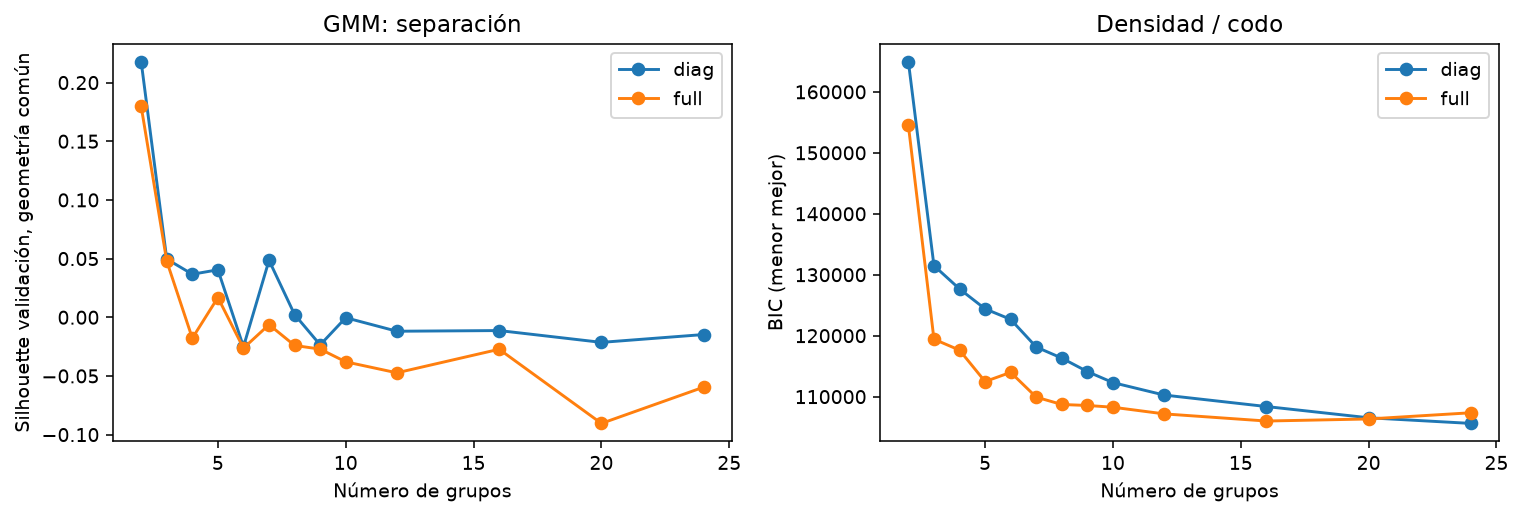 GMM: separación
Silhouette validación, geometría común
0.20
0.15
0.10
0.05
0.00
−0.05
−0.10
diag
full
5
10
15
20
25
Número de grupos
Densidad / codo
BIC (menor mejor)
160000
150000
140000
130000
120000
110000
diag
full
5
10
15
20
25
Número de grupos